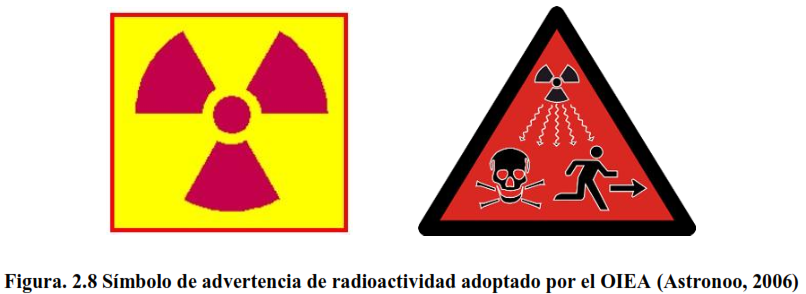 Figura. 2.8 Símbolo de advertencia de radioactividad adoptado por el OIEA (Astronoo, 2006)